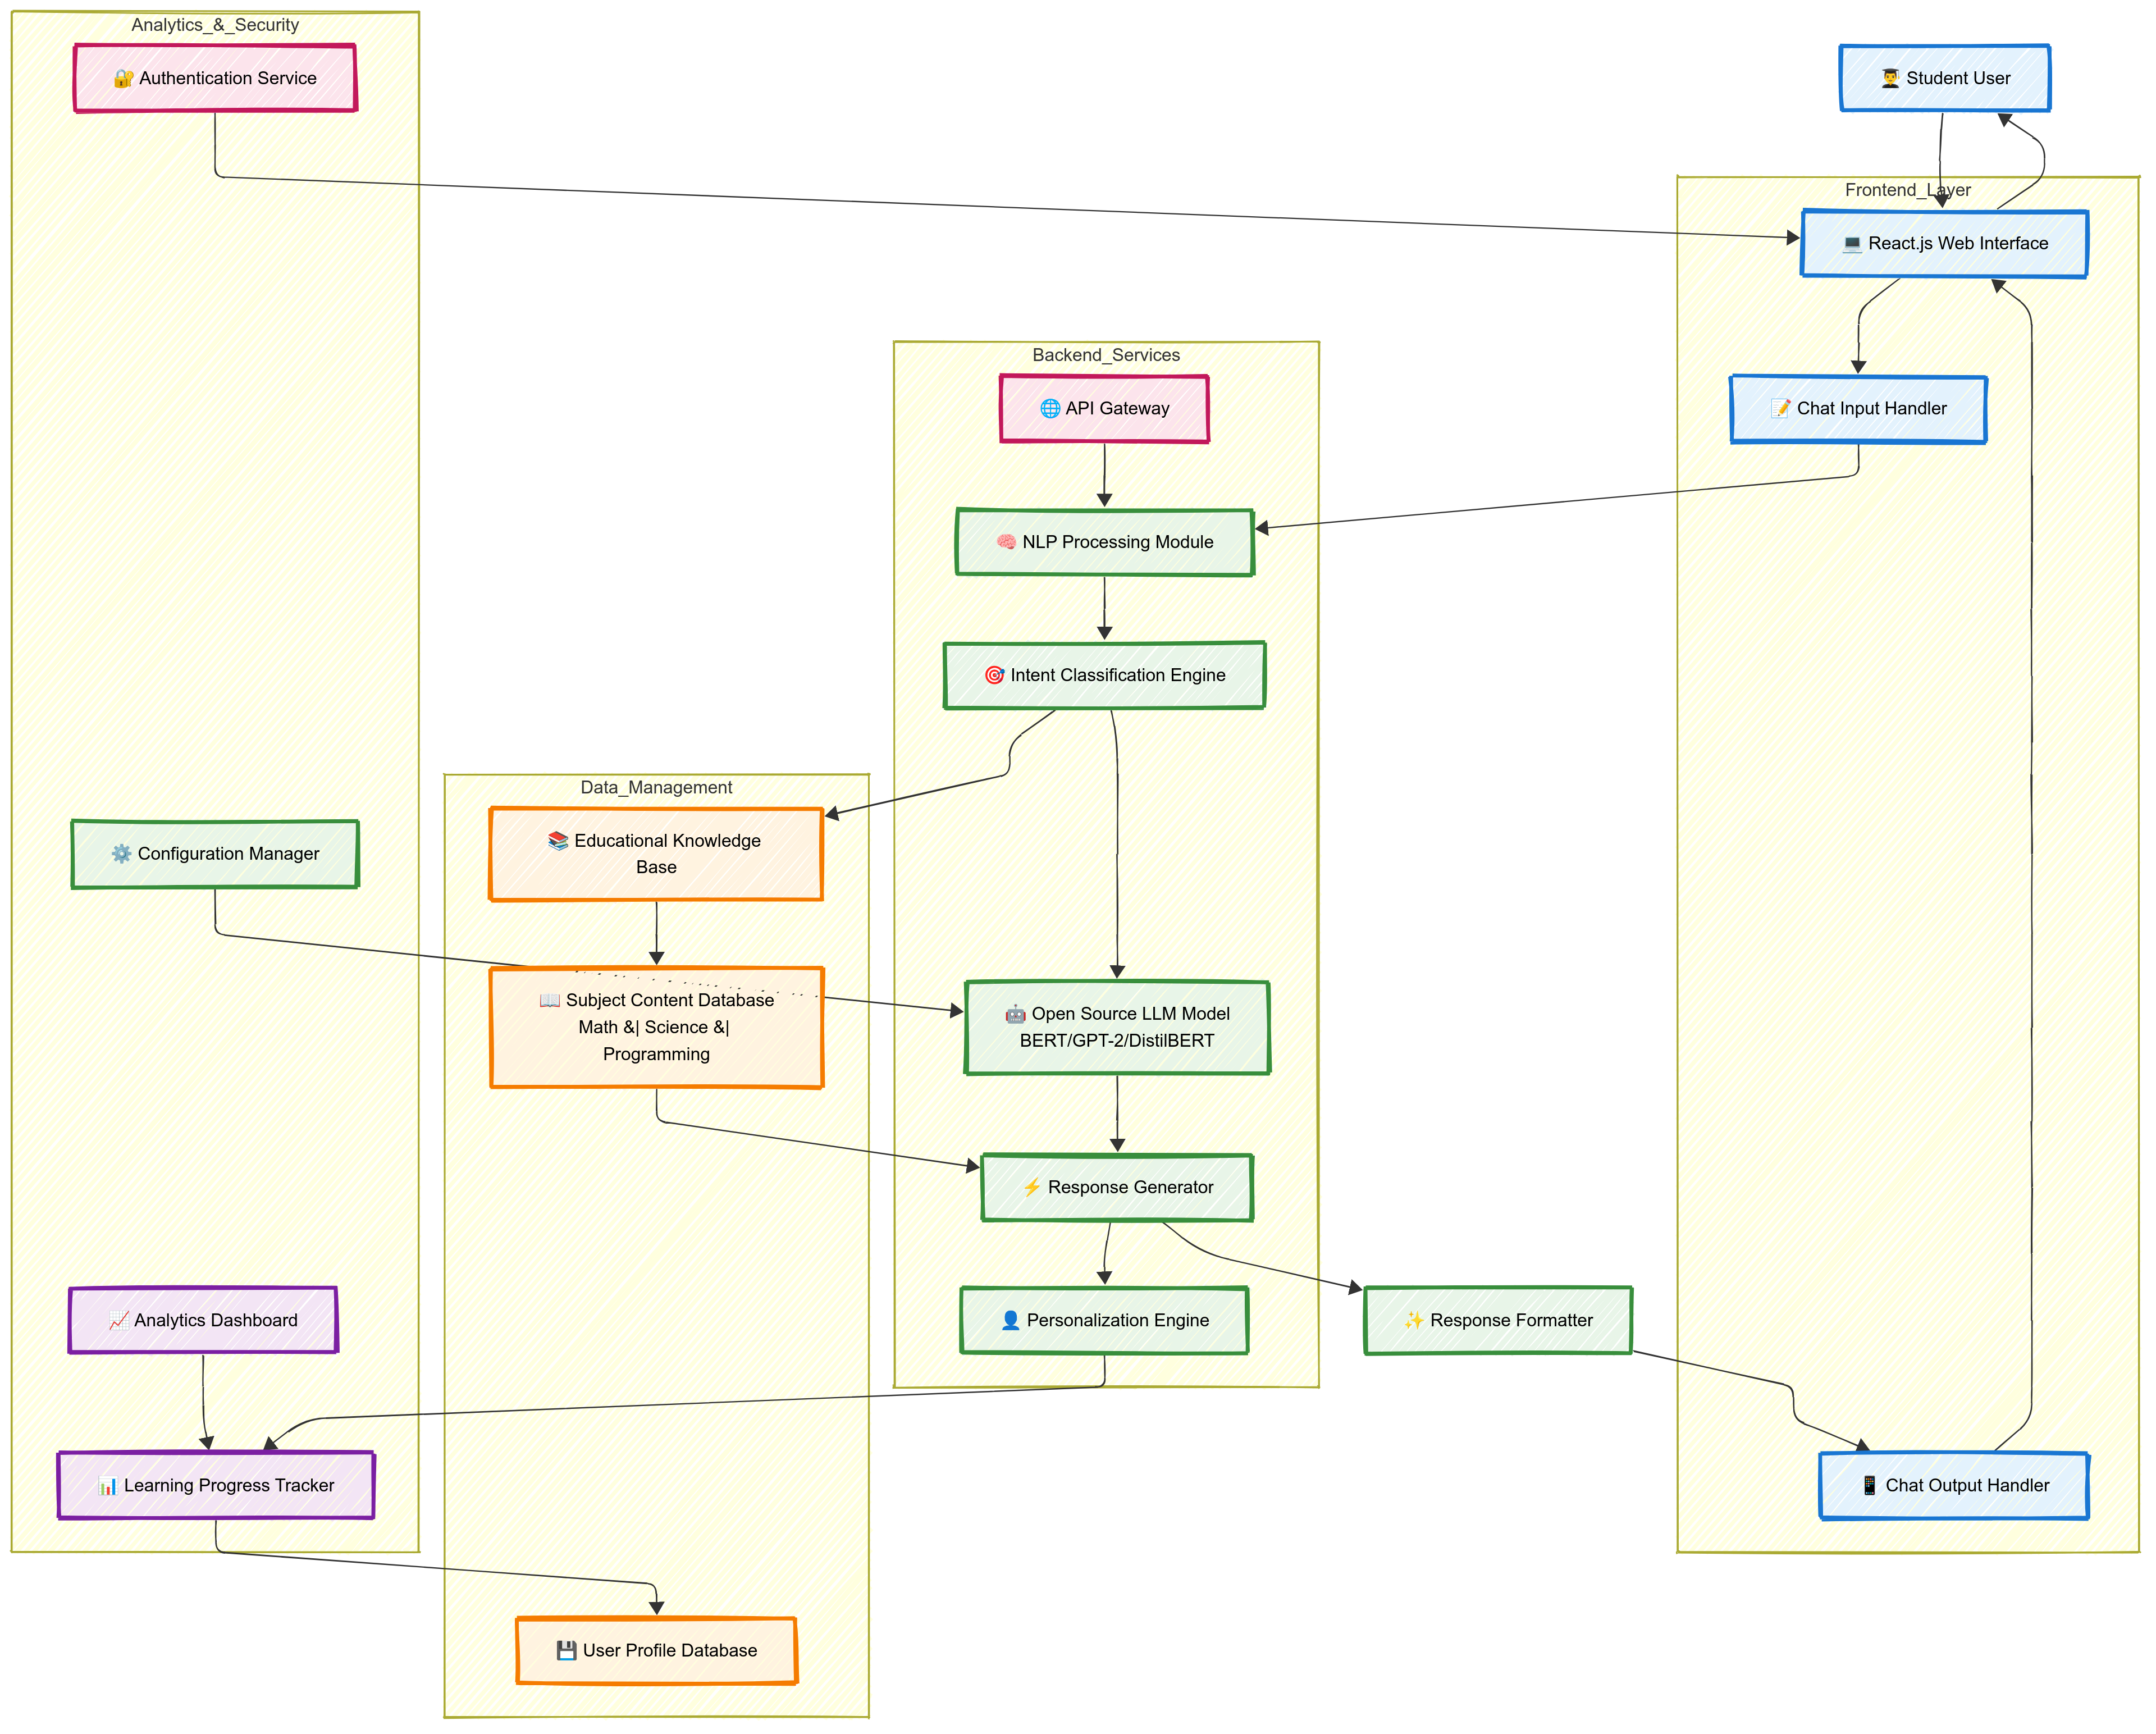 Analytics_&_Security
🔐 Authentication Service
👨‍🎓 Student User
Frontend_Layer
💻 React.js Web Interface
Backend_Services
🌐 API Gateway
📝 Chat Input Handler
🧠 NLP Processing Module
🎯 Intent Classification Engine
Data_Management
📚 Educational Knowledge
Base
⚙️ Configuration Manager
📖 Subject Content Database
Math &| Science &|
Programming
🤖 Open Source LLM Model
BERT/GPT-2/DistilBERT
⚡ Response Generator
📈 Analytics Dashboard
👤 Personalization Engine
✨ Response Formatter
📊 Learning Progress Tracker
📱 Chat Output Handler
💾 User Profile Database